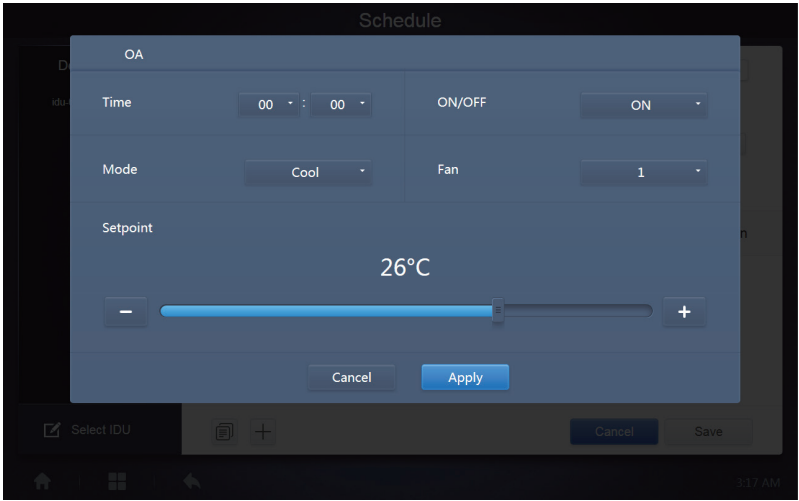 Schedule
OA
Time 00 : 00 ON/OFF ON
Mode Cool Fan 1
Setpoint
26°C
− +
Cancel Apply
Select IDU Cancel Save
3:17 AM